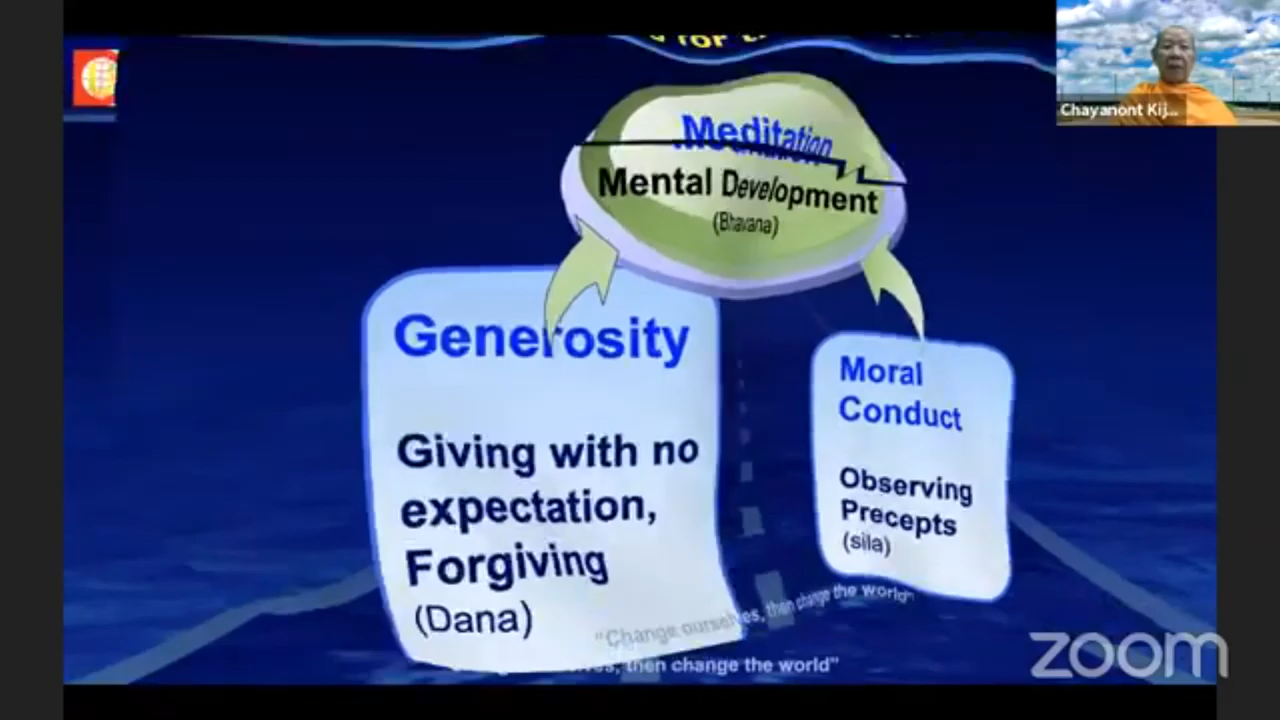 for
Chayanont Kij...
Meditation
Mental Development
(Bhavana)
Generosity
Giving with no
expectation,
Forgiving
(Dana)
Moral
Conduct
Observing
Precepts
(sila)
"Change ourselves, then change the world"
then change the world"
zoom